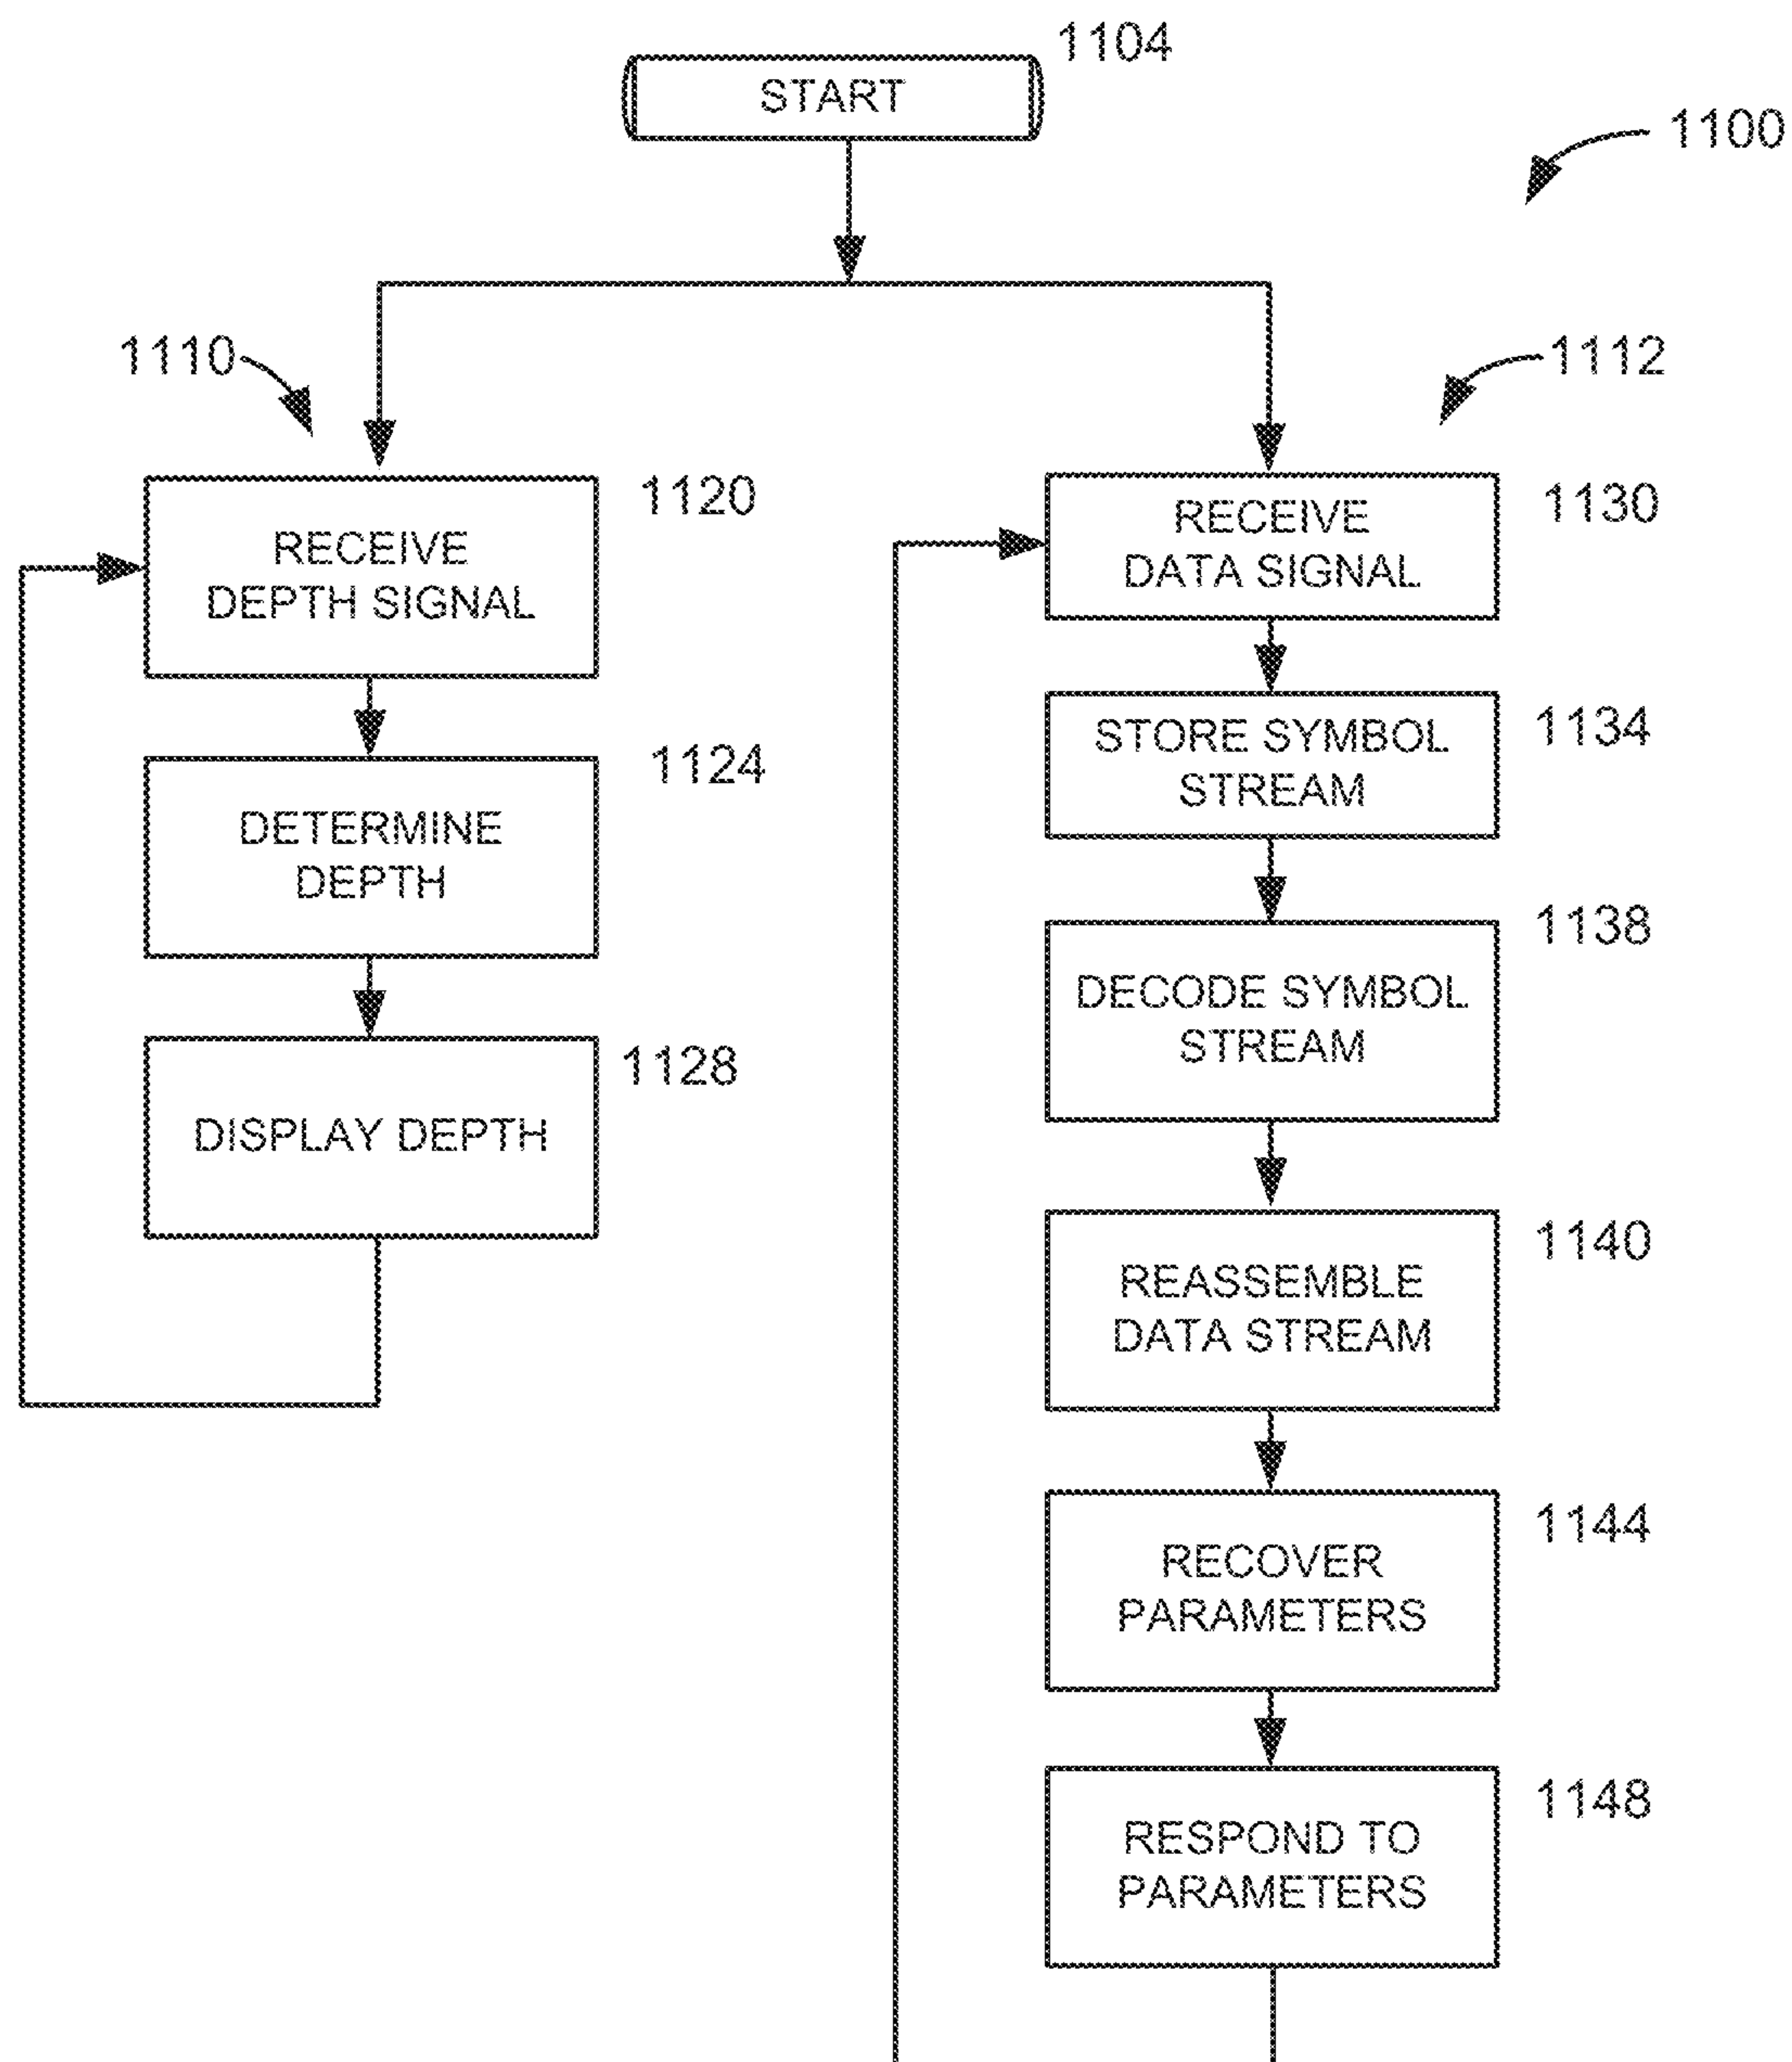 1104
START
1100
1110
1112
1120
RECEIVE
DEPTH SIGNAL
1124
DETERMINE
DEPTH
1128
DISPLAY DEPTH
1130
RECEIVE
DATA SIGNAL
1134
STORE SYMBOL
STREAM
1138
DECODE SYMBOL
STREAM
1140
REASSEMBLE
DATA STREAM
1144
RECOVER
PARAMETERS
1148
RESPOND TO
PARAMETERS